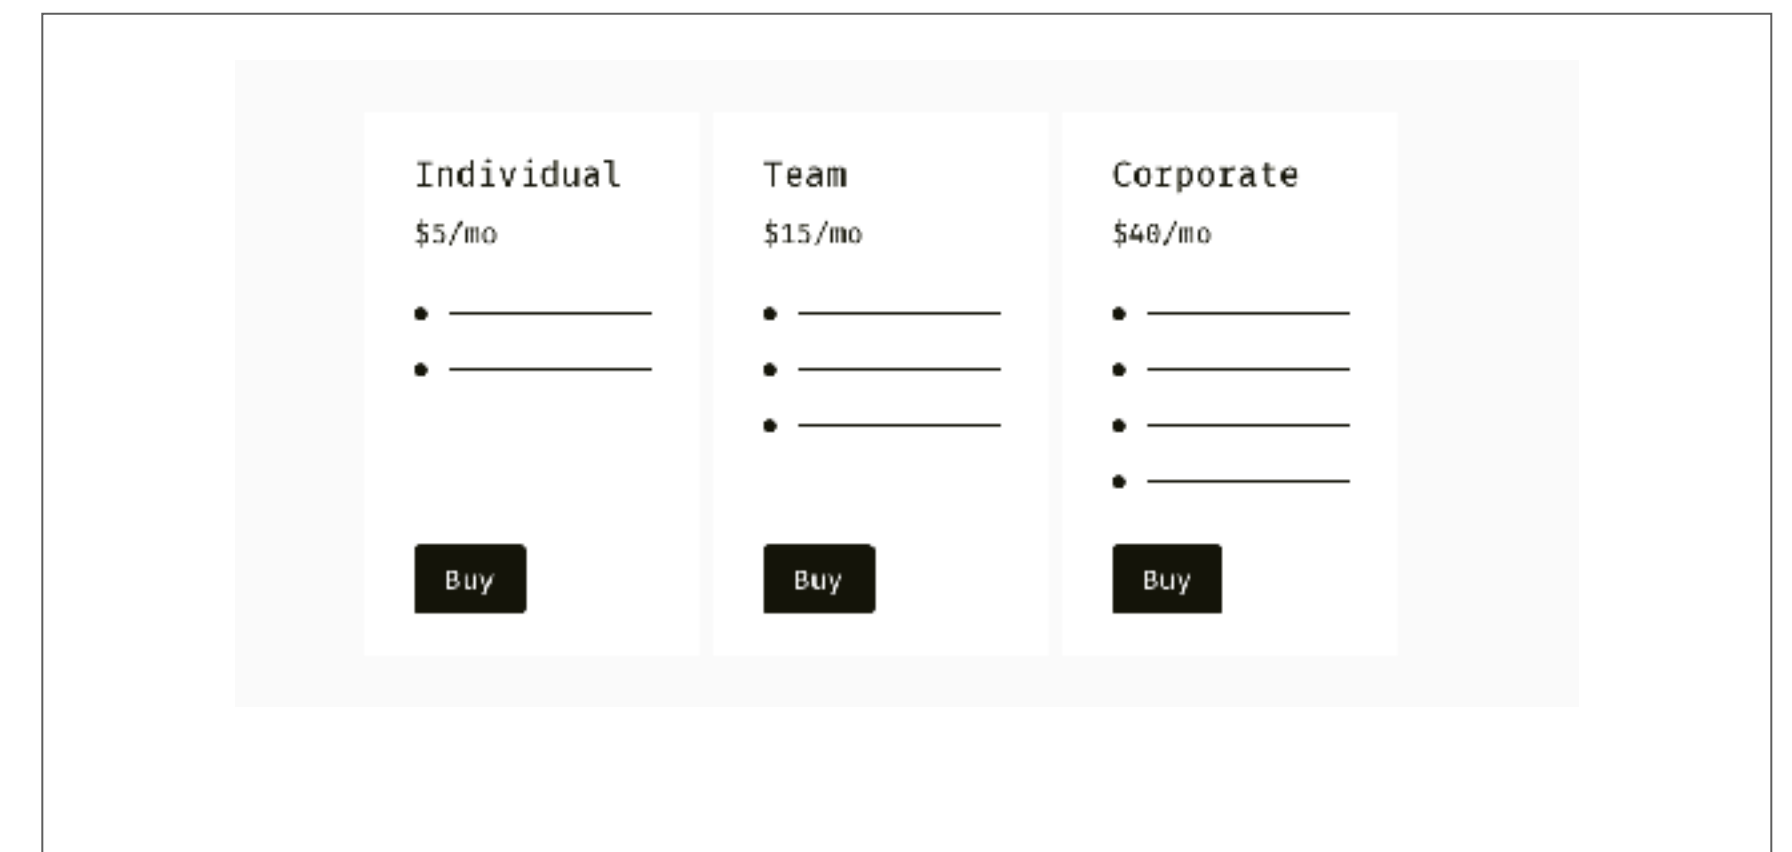 Individual
$5/mo
Buy
Team
$15/mo
Buy
Corporate
$40/mo
Buy